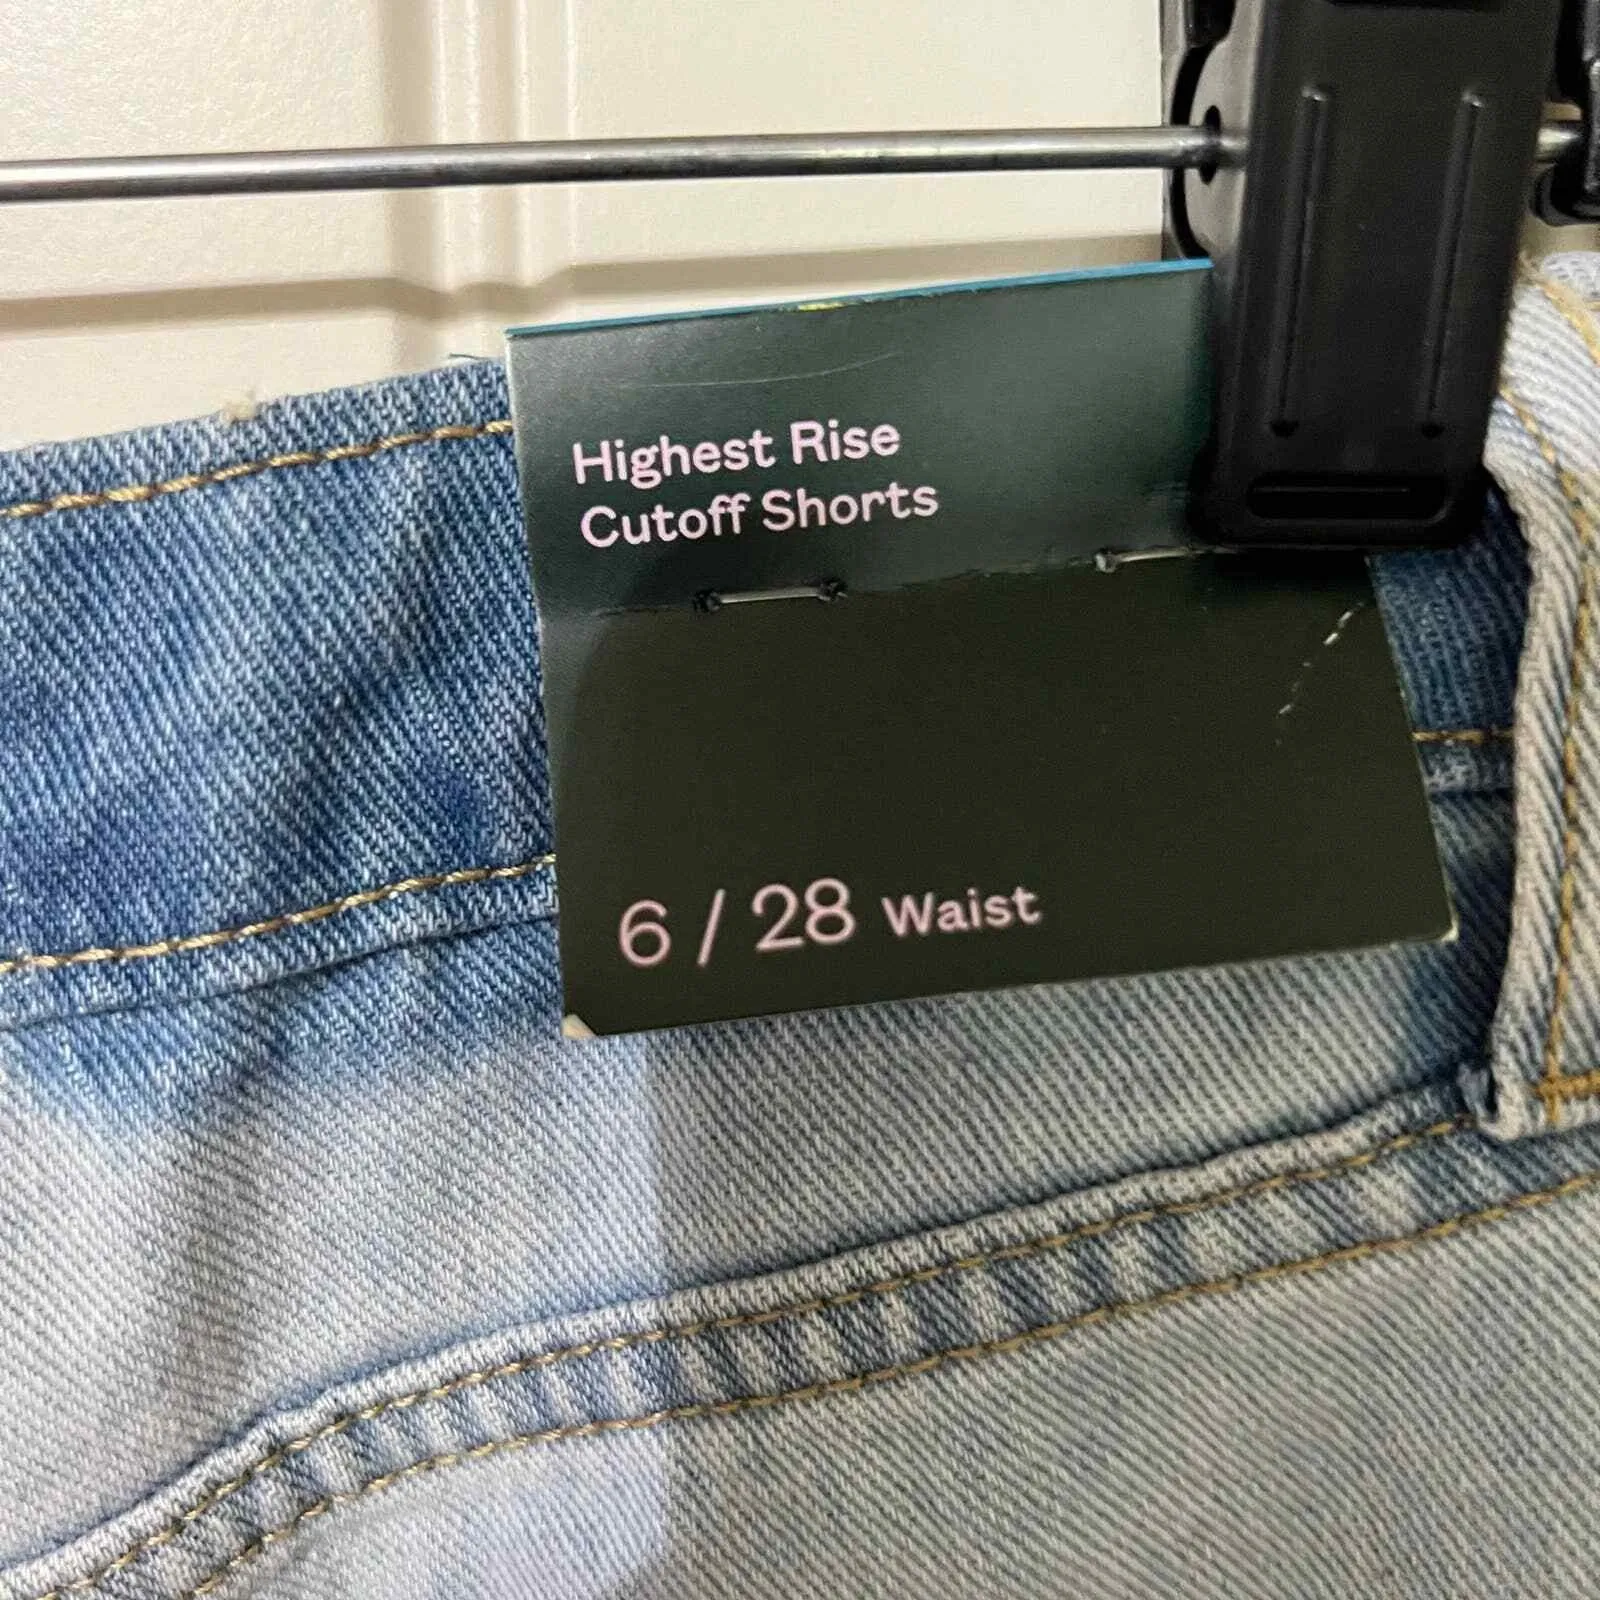 Highest Rise
Cutoff Shorts
6 / 28 Waist